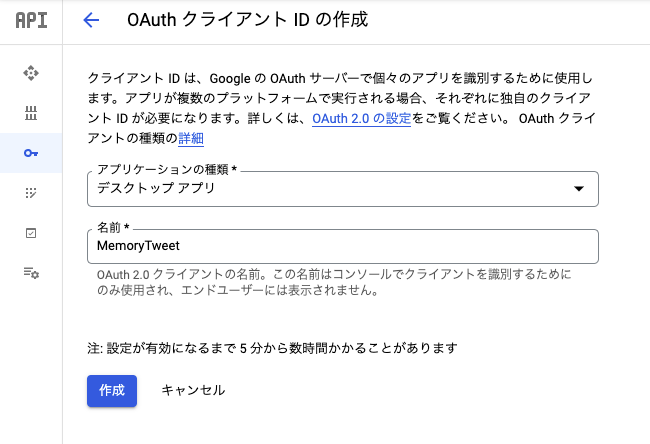 API
OAuth クライアント ID の作成
クライアント ID は、Google の OAuth サーバーで個々のアプリを識別するために使用し
ます。アプリが複数のプラットフォームで実行される場合、それぞれに独自のクライア
ント ID が必要になります。詳しくは、OAuth 2.0 の設定をご覧ください。 OAuth クライ
アントの種類の詳細
アプリケーションの種類 *
デスクトップ アプリ
名前 *
MemoryTweet
OAuth 2.0 クライアントの名前。この名前はコンソールでクライアントを識別するために
のみ使用され、エンドユーザーには表示されません。
注: 設定が有効になるまで 5 分から数時間かかることがあります
作成
キャンセル